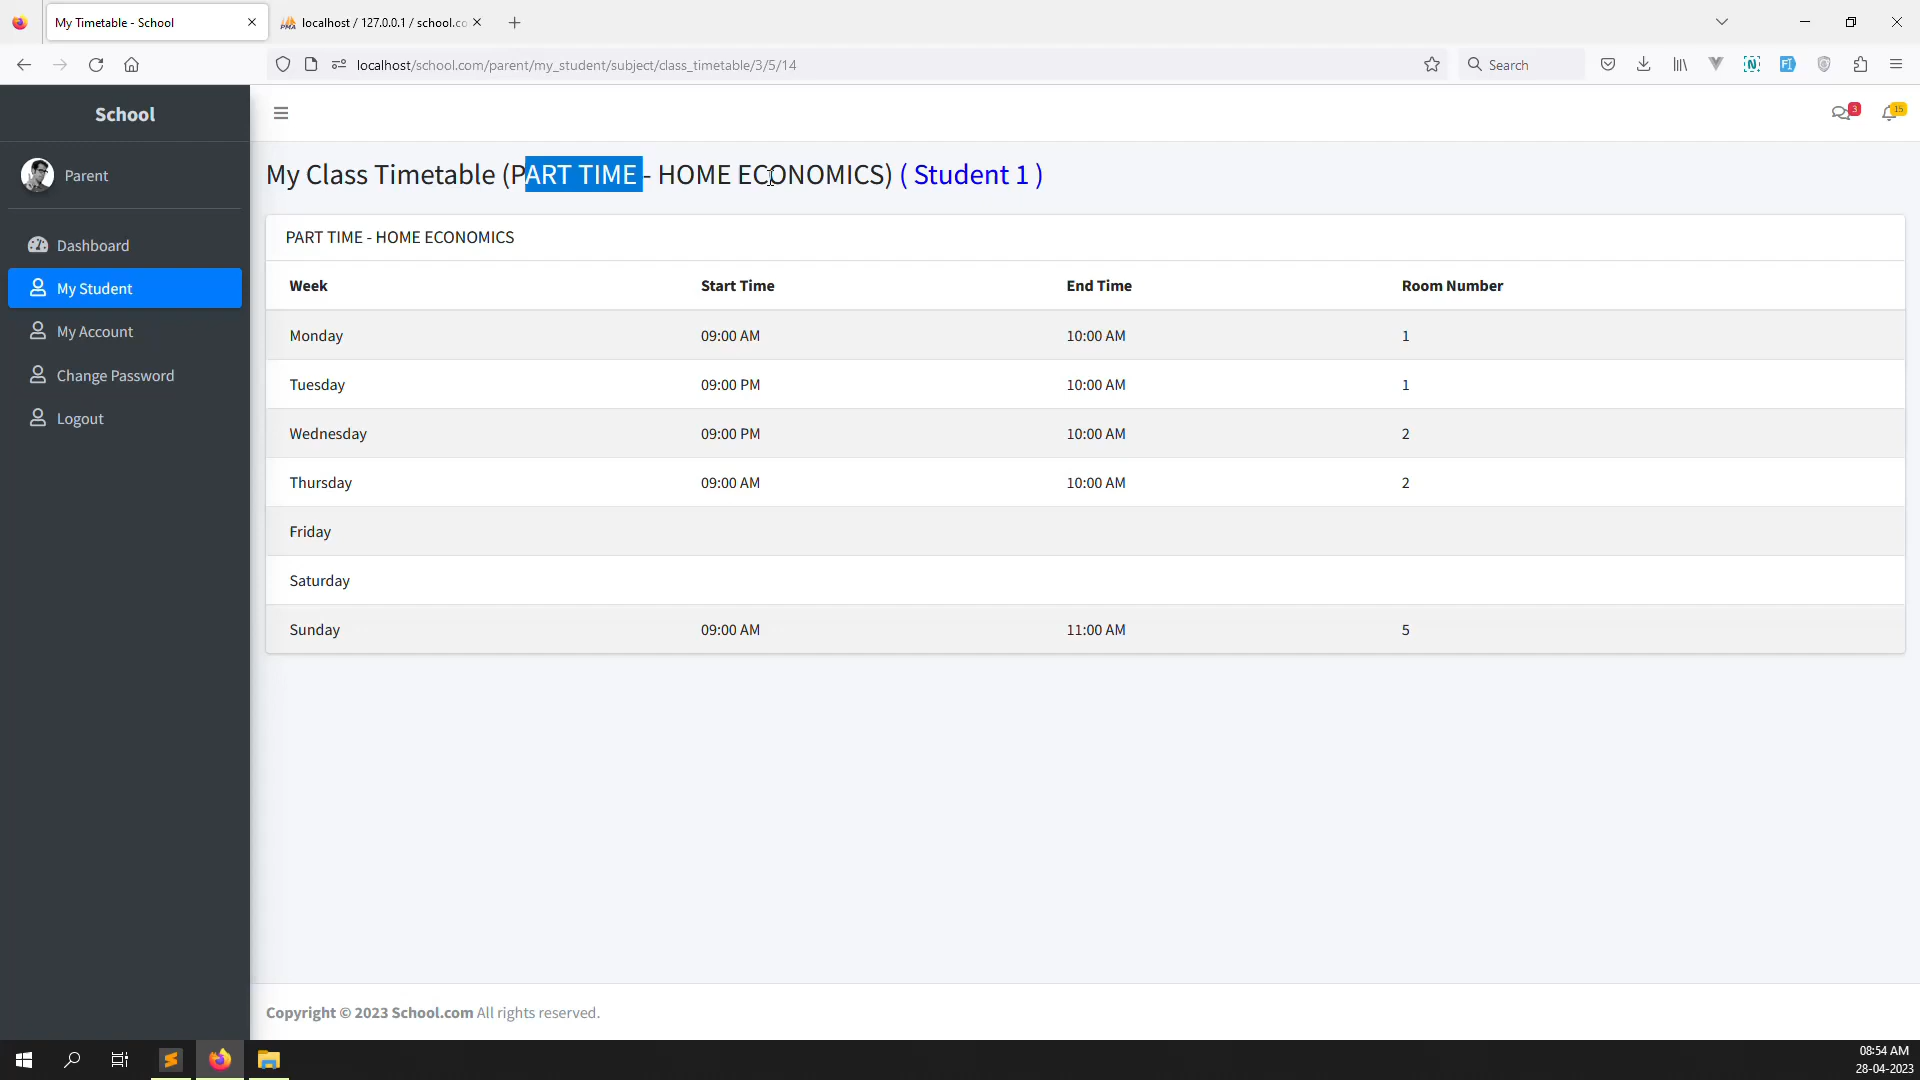 My Timetable - School
localhost / 127.0.0.1 / school.co
localhost/school.com/parent/my_student/subject/class_timetable/3/5/14
Search
School
3
15
Parent
Dashboard
My Student
My Account
Change Password
Logout
My Class Timetable (PART TIME - HOME ECONOMICS) ( Student 1 )
PART TIME - HOME ECONOMICS
Week Start Time End Time Room Number
Monday 09:00 AM 10:00 AM 1
Tuesday 09:00 PM 10:00 AM 1
Wednesday 09:00 PM 10:00 AM 2
Thursday 09:00 AM 10:00 AM 2
Friday
Saturday
Sunday 09:00 AM 11:00 AM 5
Copyright © 2023 School.com All rights reserved.
08:54 AM
28-04-2023